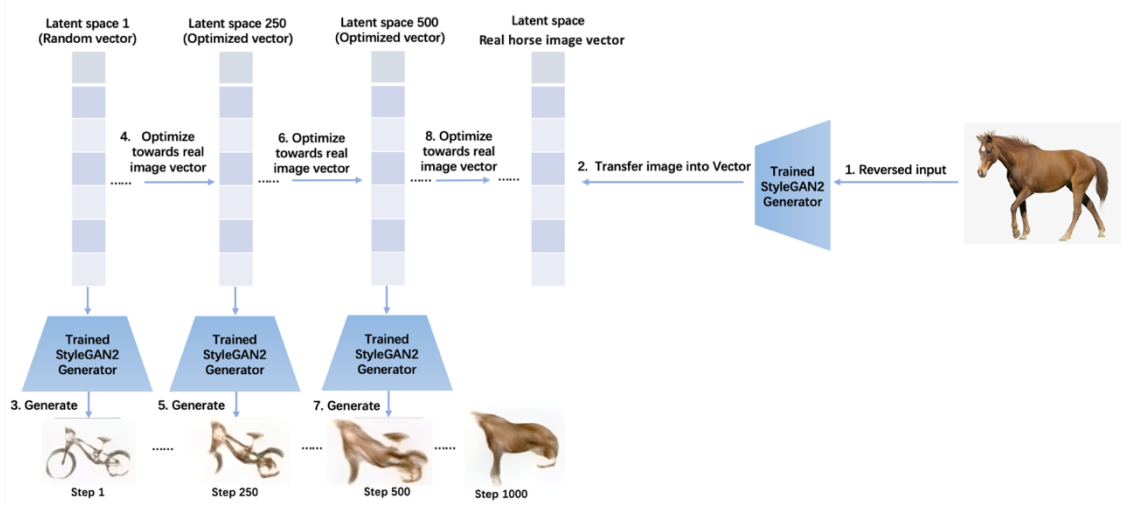 Latent space 1
(Random vector)
Latent space 250
(Optimized vector)
Latent space 500
(Optimized vector)
Latent space
Real horse image vector
4. Optimize
towards real
image vector
......
6. Optimize
towards real
image vector
......
8. Optimize
towards real
image vector
......
......
2. Transfer image into Vector
Trained
StyleGAN2
Generator
1. Reversed input
Trained
StyleGAN2
Generator
Trained
StyleGAN2
Generator
Trained
StyleGAN2
Generator
3. Generate
5. Generate
7. Generate
......
......
......
Step 1
Step 250
Step 500
Step 1000